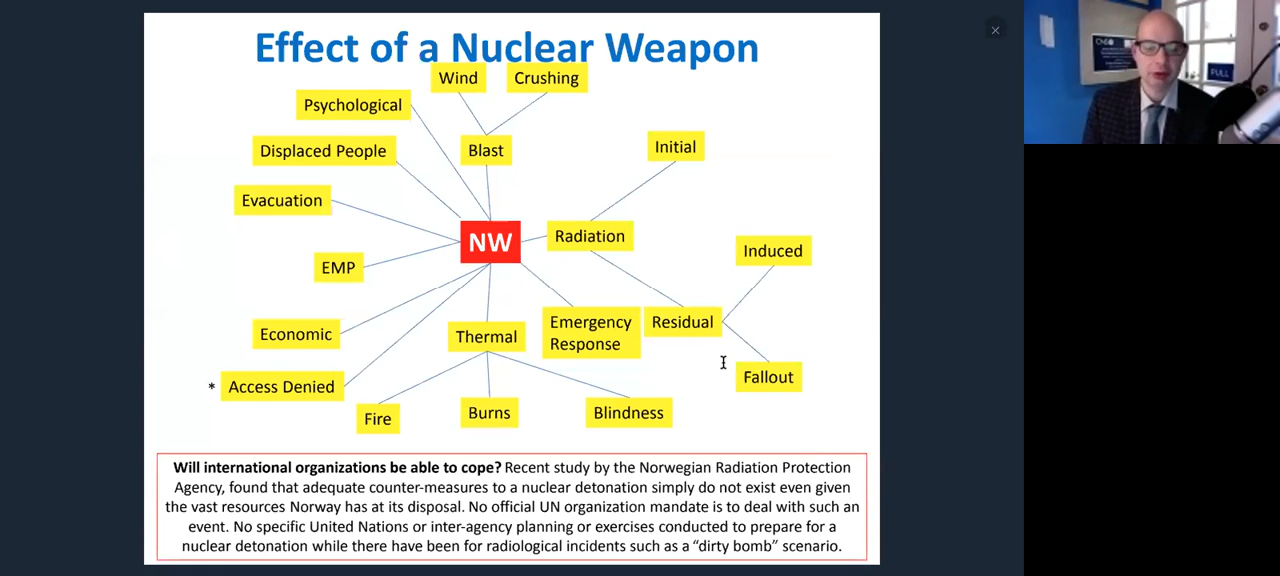 Effect of a Nuclear Weapon
Wind
Crushing
Psychological
Displaced People
Blast
Initial
Evacuation
NW
Radiation
Induced
EMP
Economic
Thermal
Emergency
Response
Residual
* Access Denied
Fallout
Fire
Burns
Blindness
Will international organizations be able to cope? Recent study by the Norwegian Radiation Protection
Agency, found that adequate counter-measures to a nuclear detonation simply do not exist even given
the vast resources Norway has at its disposal. No official UN organization mandate is to deal with such an
event. No specific United Nations or inter-agency planning or exercises conducted to prepare for a
nuclear detonation while there have been for radiological incidents such as a “dirty bomb” scenario.
PULL